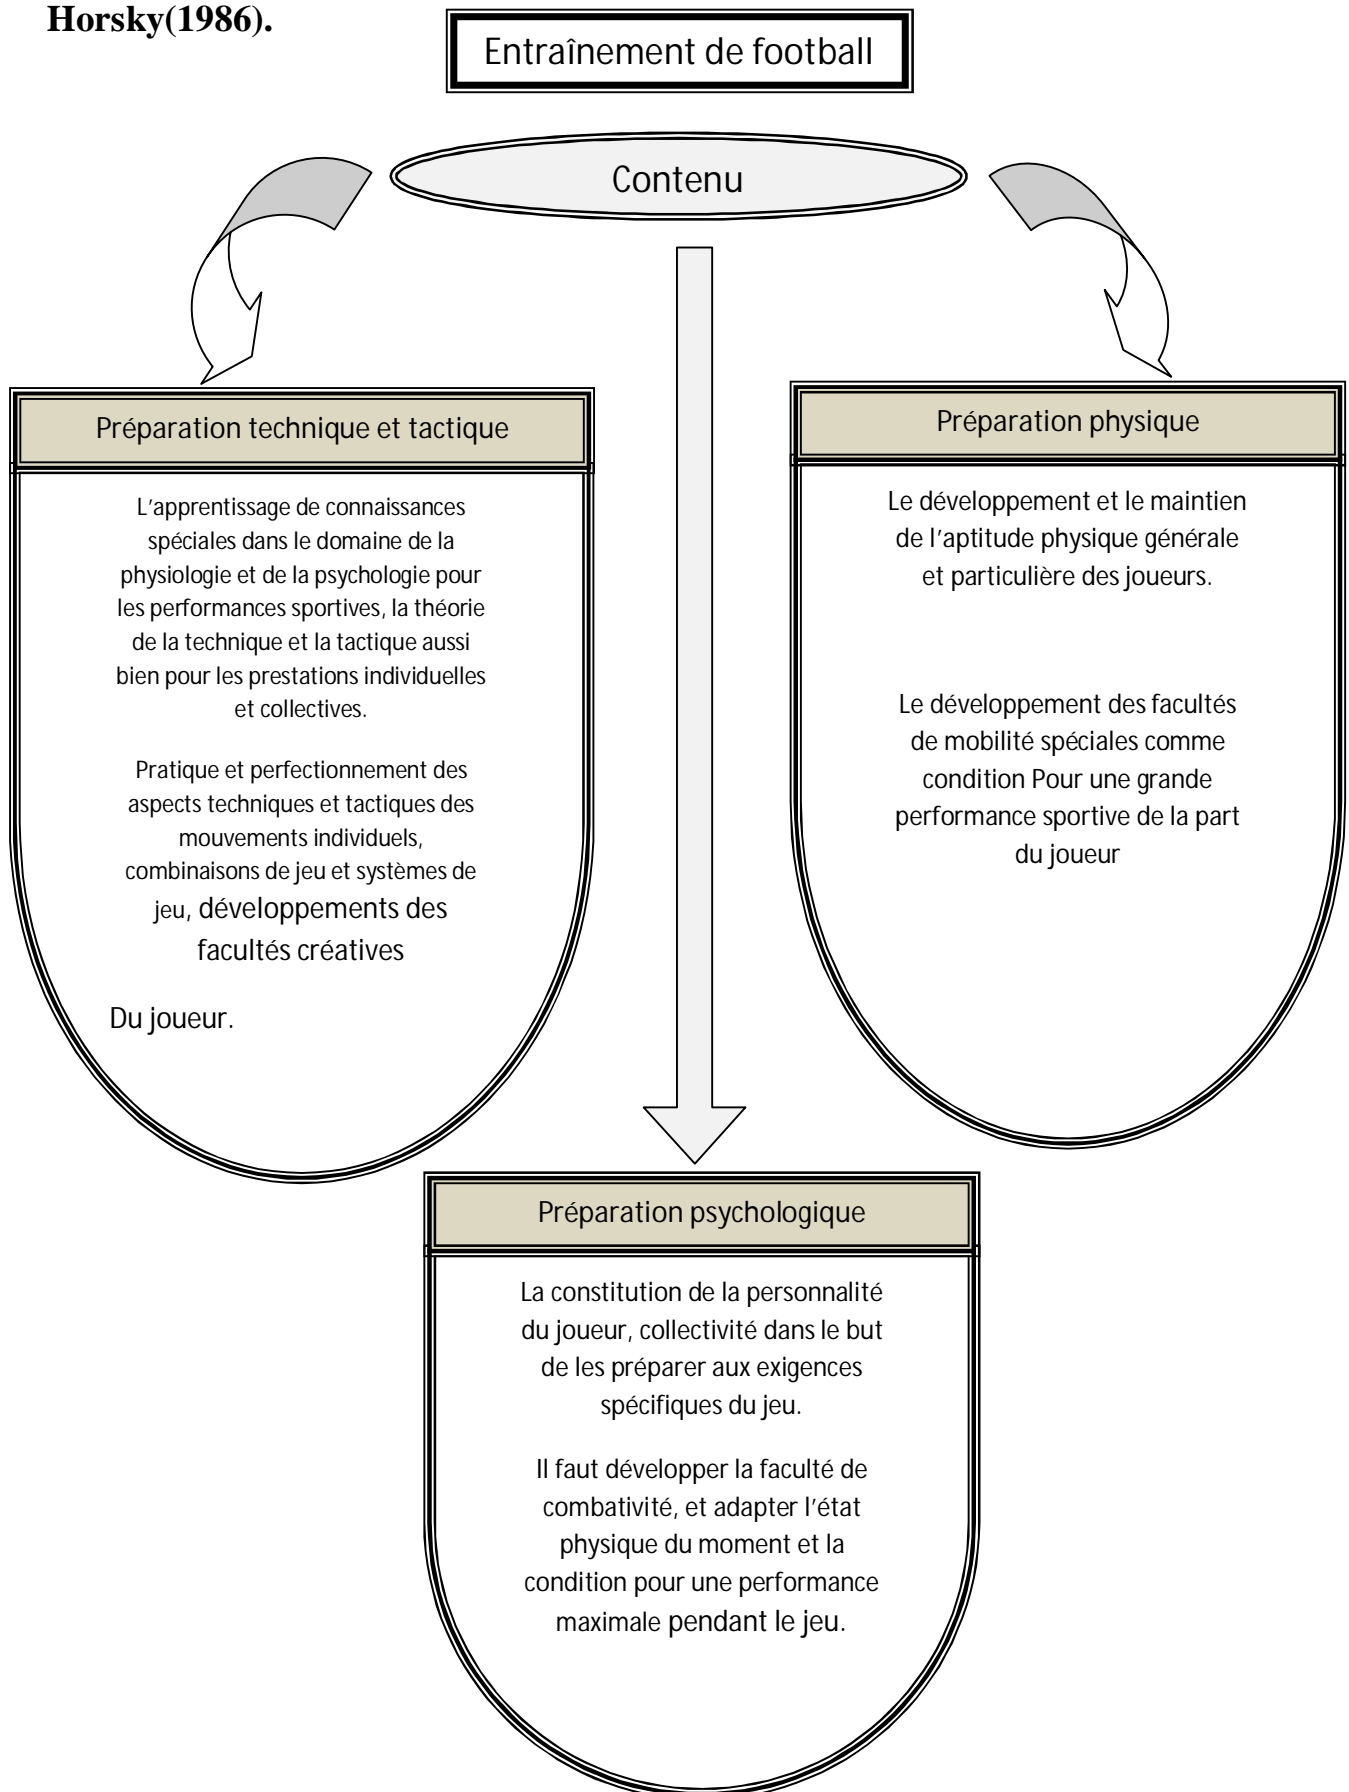 Horsky(1986).
Entraînement de football
Contenu
Préparation technique et tactique
L'apprentissage de connaissances
spéciales dans le domaine de la
physiologie et de la psychologie pour
les performances sportives, la théorie
de la technique et la tactique aussi
bien pour les prestations individuelles
et collectives.
Pratique et perfectionnement des
aspects techniques et tactiques des
mouvements individuels,
combinaisons de jeu et systèmes de
jeu, développements des
facultés créatives
Du joueur.
Préparation physique
Le développement et le maintien
de l'aptitude physique générale
et particulière des joueurs.
Le développement des facultés
de mobilité spéciales comme
condition Pour une grande
performance sportive de la part
du joueur
Préparation psychologique
La constitution de la personnalité
du joueur, collectivité dans le but
de les préparer aux exigences
spécifiques du jeu.
Il faut développer la faculté de
combativité, et adapter l'état
physique du moment et la
condition pour une performance
maximale pendant le jeu.